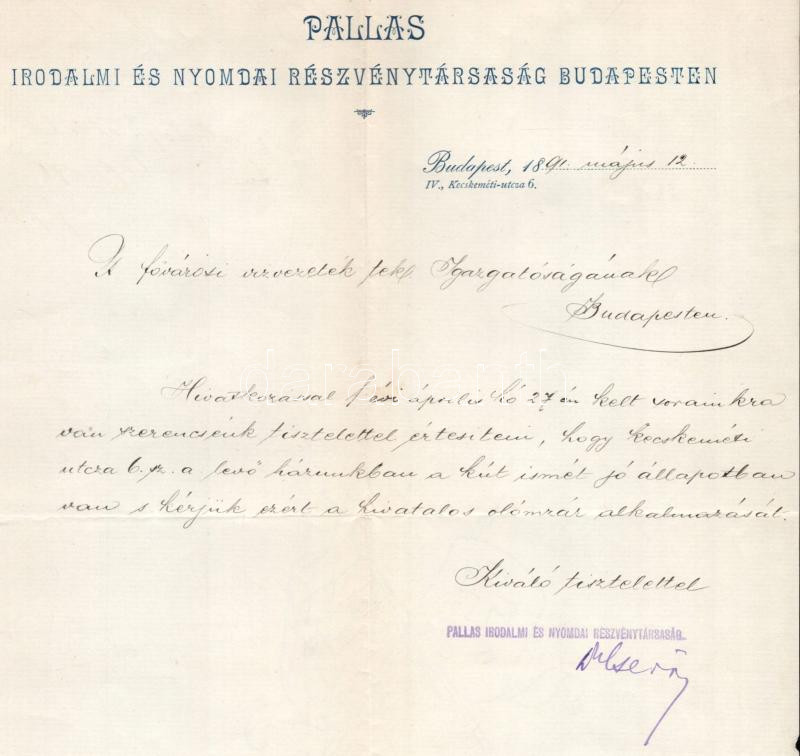 PALLAS
IRODALMI ÉS NYOMDAI RÉSZVÉNYTÁRSASÁG BUDAPESTEN
Budapest, 1891. május 12.
IV., Kecskeméti-utcza 6.
A fővárosi vizvezeték tek. Igazgatóságának
Budapesten.
Hivatkozással f. évi április hó 27 én kelt sorainkra
van szerencsénk tisztelettel értesiteni, hogy kecskeméti
utcza 6. sz. a levő házunkban a kút ismét jó állapotban
van s kérjük ezért a hivatalos ólomzár alkalmazását.
Kiváló tisztelettel
PALLAS IRODALMI ÉS NYOMDAI RÉSZVÉNYTÁRSASÁG.